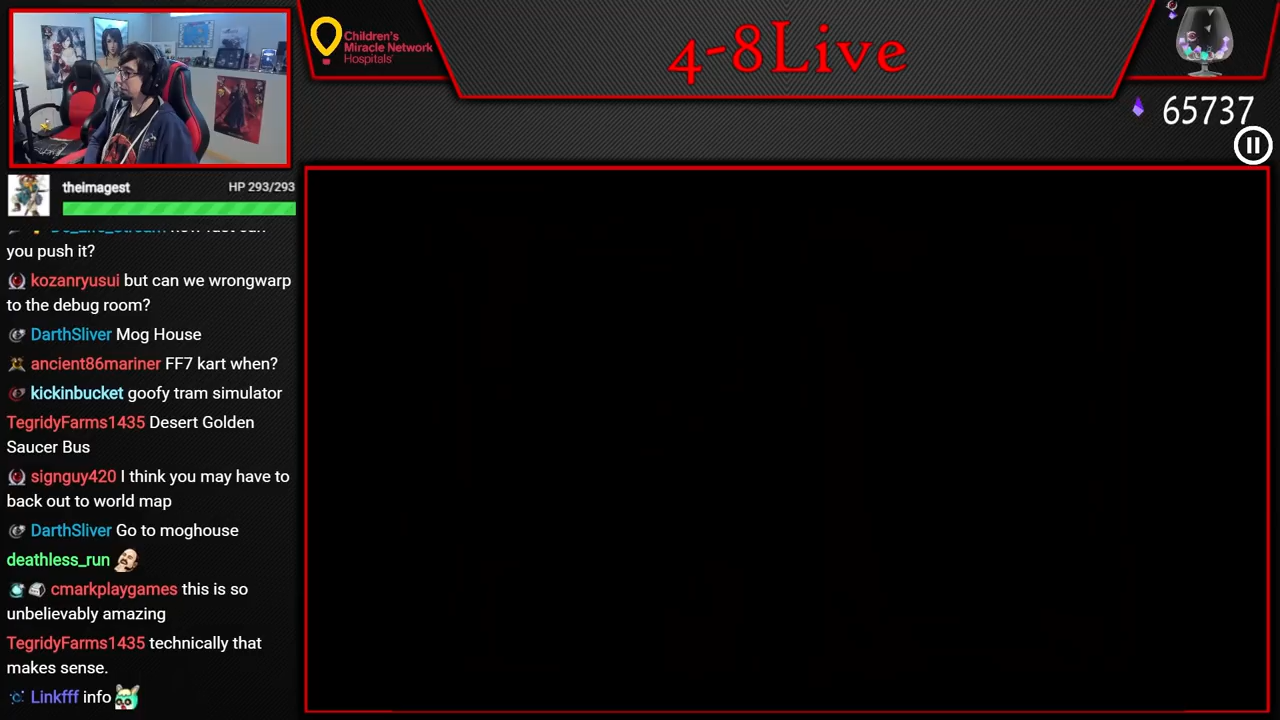 Children's
Miracle Network
Hospitals
4-8Live
65737
theimagest
HP 293/293
you push it?
kozanryusui but can we wrongwarp
to the debug room?
DarthSliver Mog House
ancient86mariner FF7 kart when?
kickinbucket goofy tram simulator
TegridyFarms1435 Desert Golden
Saucer Bus
signguy420 I think you may have to
back out to world map
DarthSliver Go to moghouse
deathless_run
cmarkplaygames this is so
unbelievably amazing
TegridyFarms1435 technically that
makes sense.
Linkfff info